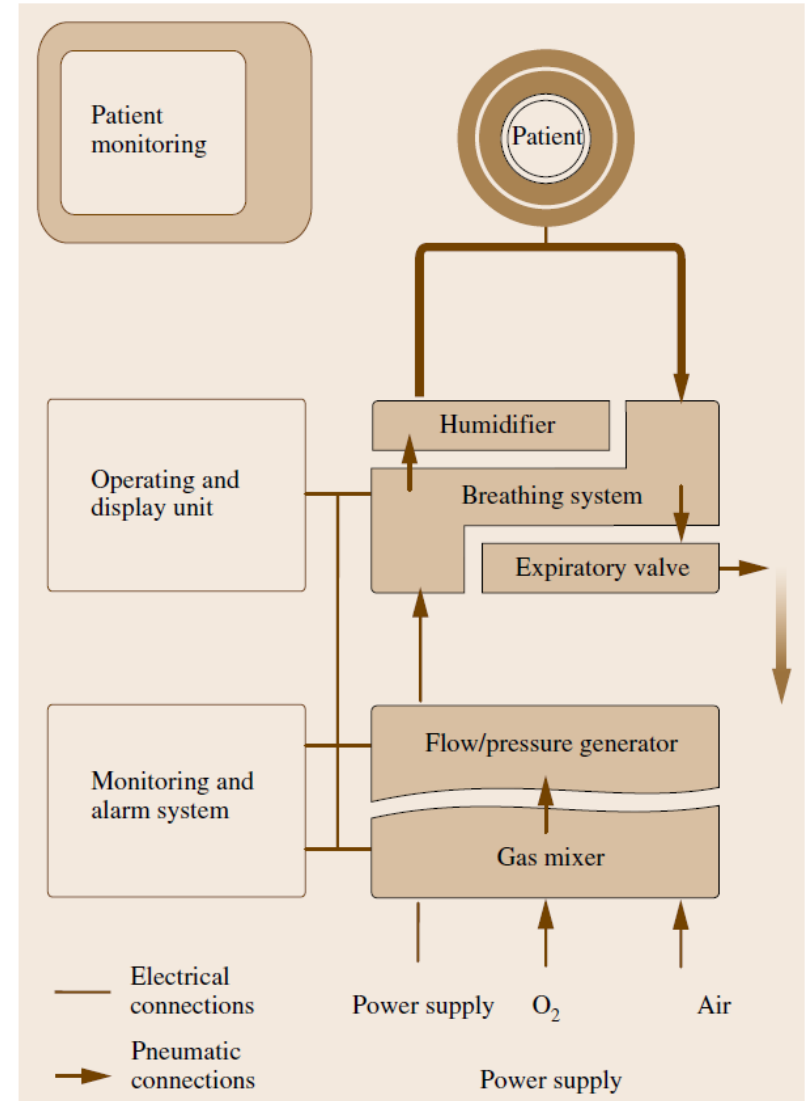 Patient
monitoring
Patient
Humidifier
Operating and
display unit
Breathing system
Expiratory valve
Flow/pressure generator
Monitoring and
alarm system
Gas mixer
Electrical
connections
Power supply
O₂
Air
Pneumatic
connections
Power supply